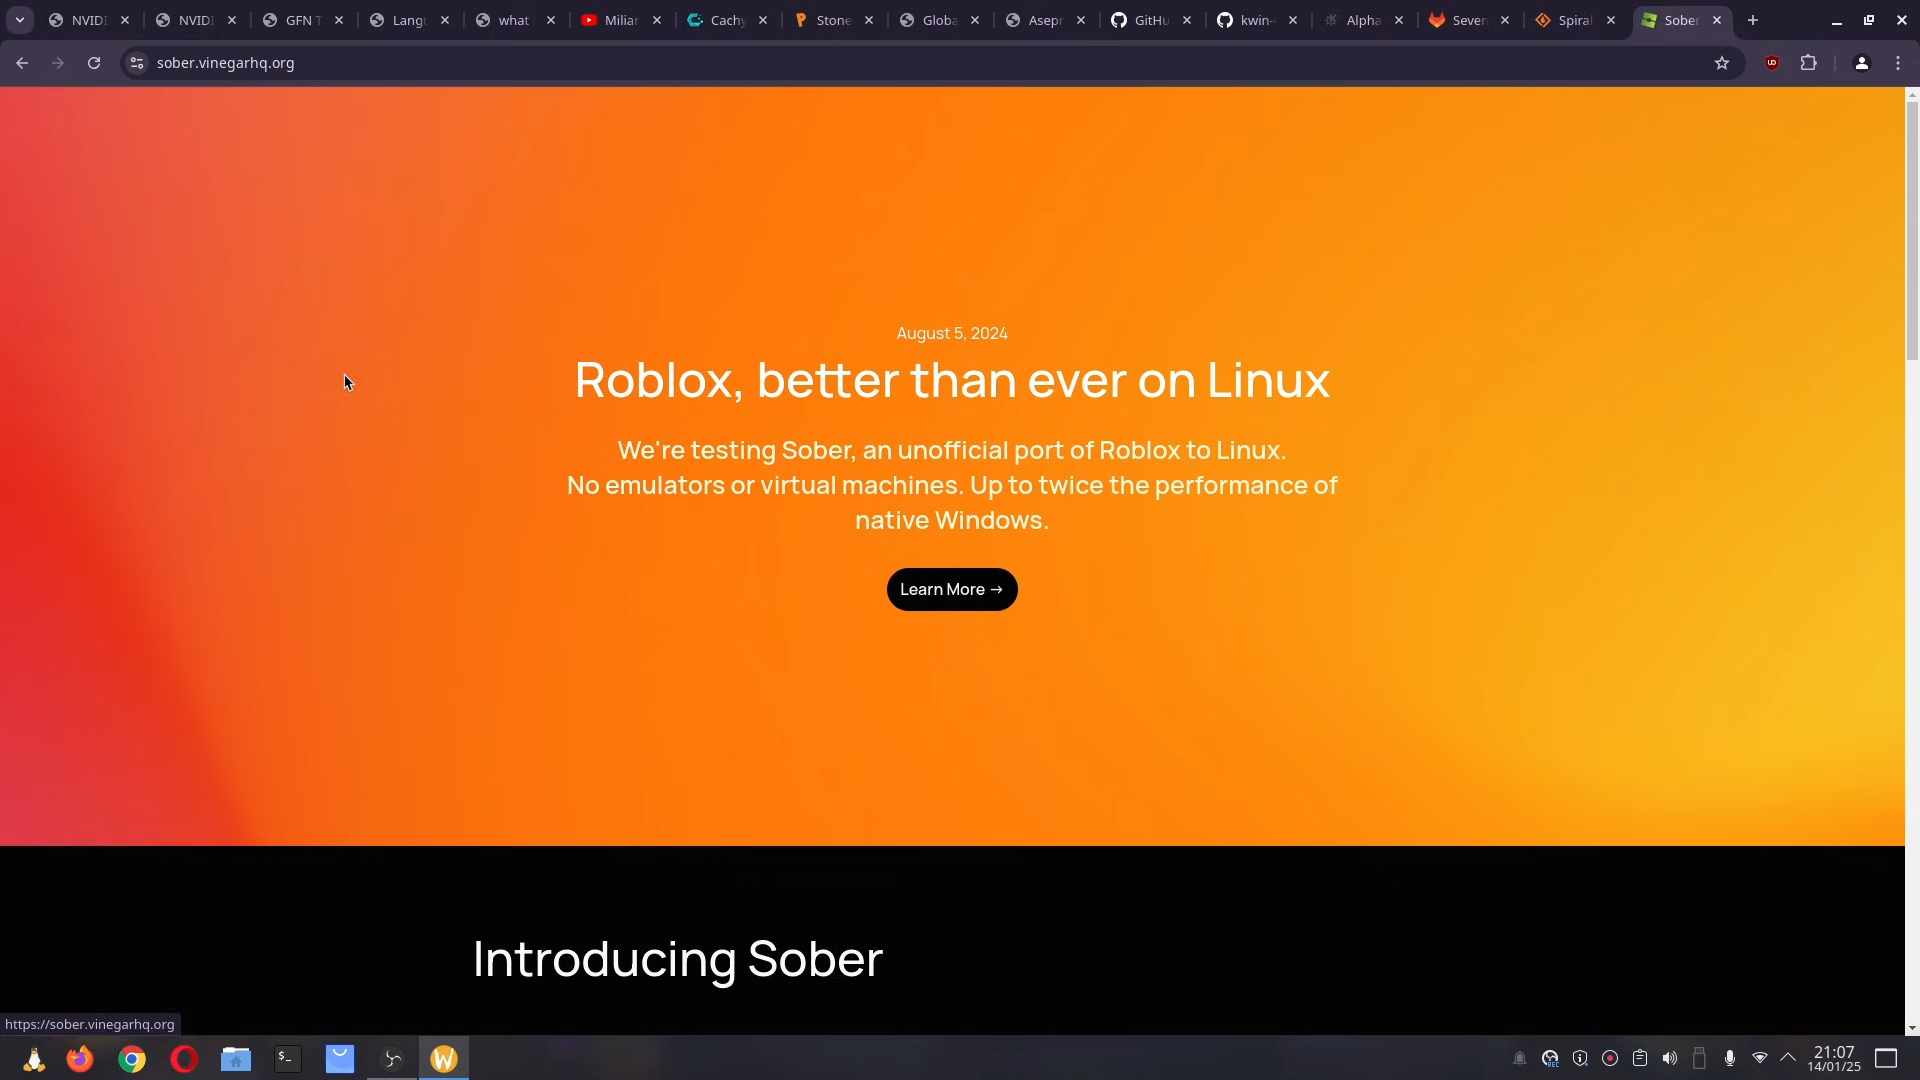 NVIDI
NVIDI
GFN T
Langu
what
Miliar
Cachy
Stone
Globa
Asepr
GitHu
kwin-
Alpha
Seven
Spiral
Sober
sober.vinegarhq.org
August 5, 2024
Roblox, better than ever on Linux
We're testing Sober, an unofficial port of Roblox to Linux.
No emulators or virtual machines. Up to twice the performance of
native Windows.
Learn More →
Introducing Sober
https://sober.vinegarhq.org
21:07
14/01/25